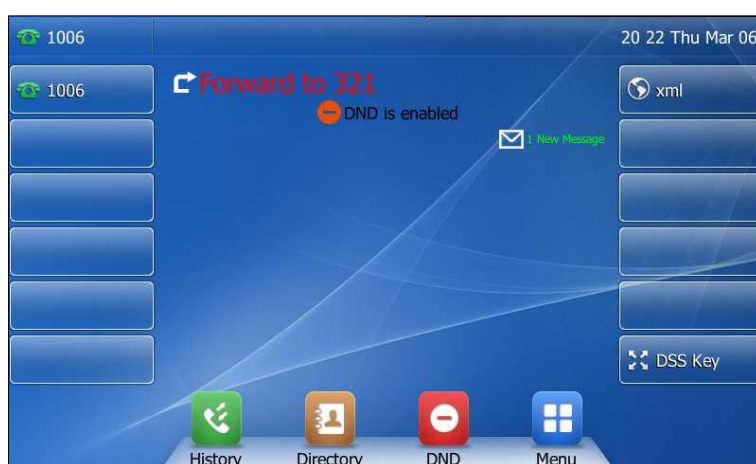 1006
20 22 Thu Mar 06
1006
Forward to 321
xml
DND is enabled
1 New Message
DSS Key
History
Directory
DND
Menu